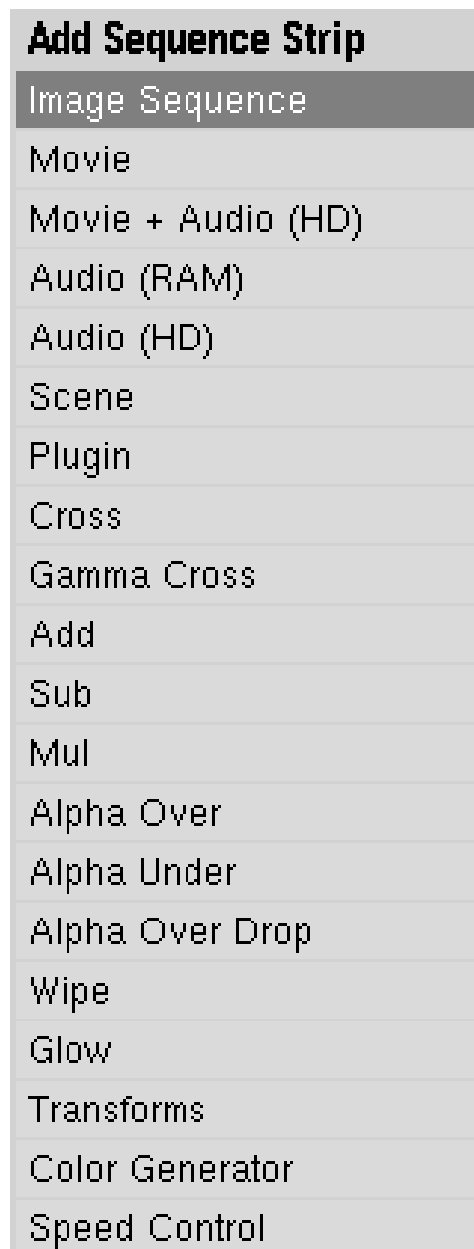 Add Sequence Strip
Image Sequence
Movie
Movie + Audio (HD)
Audio (RAM)
Audio (HD)
Scene
Plugin
Cross
Gamma Cross
Add
Sub
Mul
Alpha Over
Alpha Under
Alpha Over Drop
Wipe
Glow
Transforms
Color Generator
Speed Control